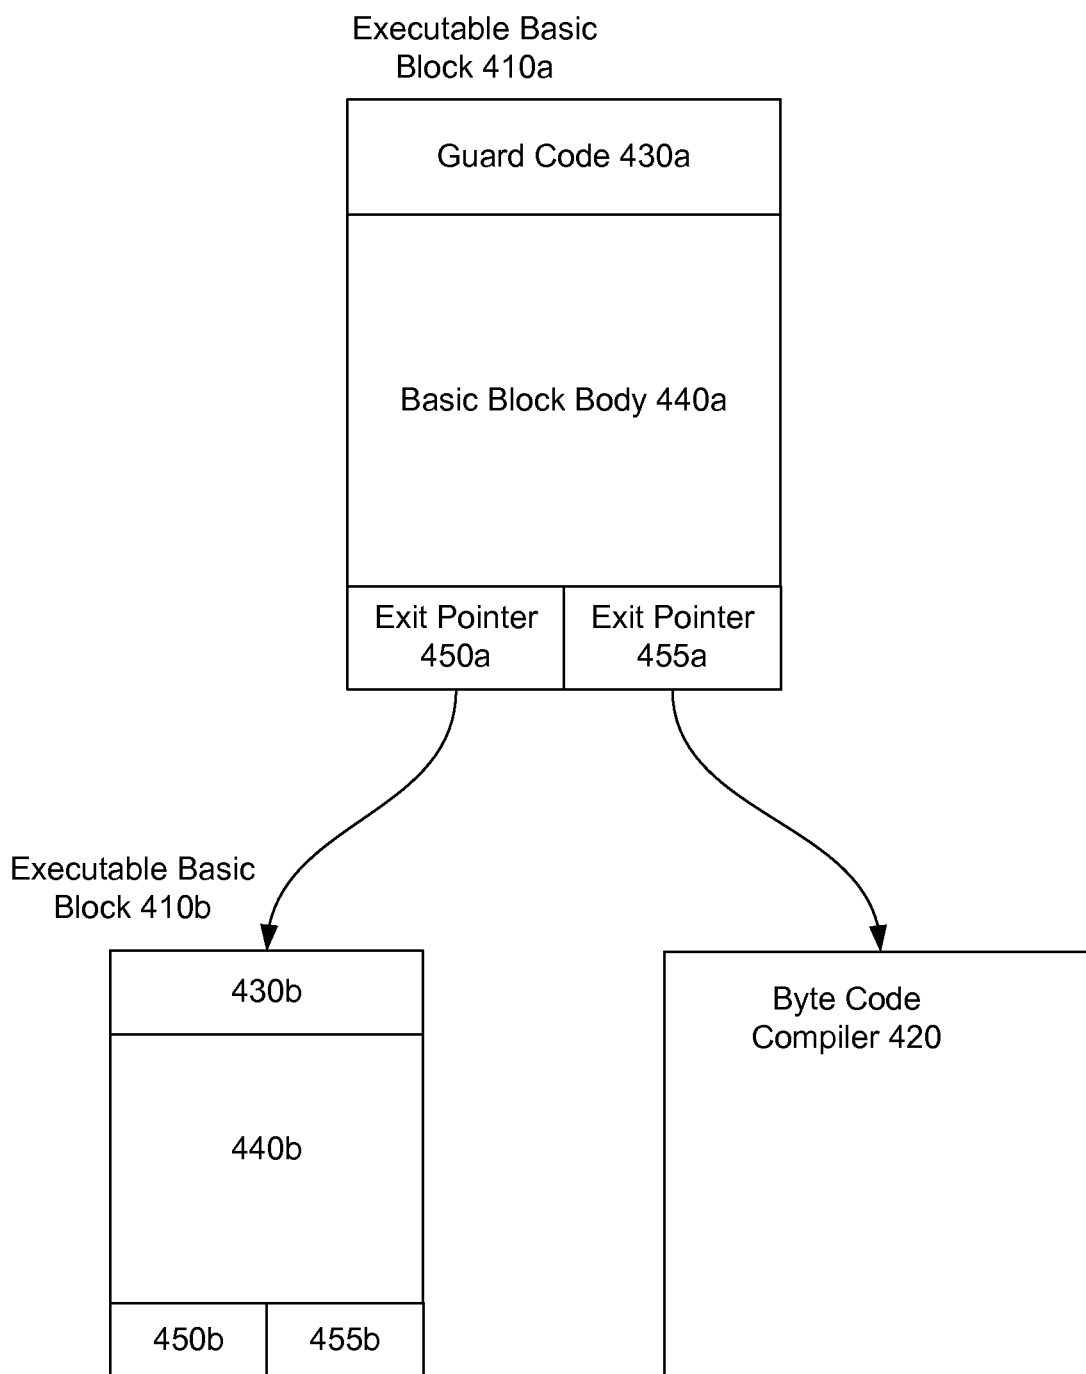 Executable Basic
Block 410a
Guard Code 430a
Basic Block Body 440a
Exit Pointer
450a
Exit Pointer
455a
Executable Basic
Block 410b
430b
440b
450b
455b
Byte Code
Compiler 420